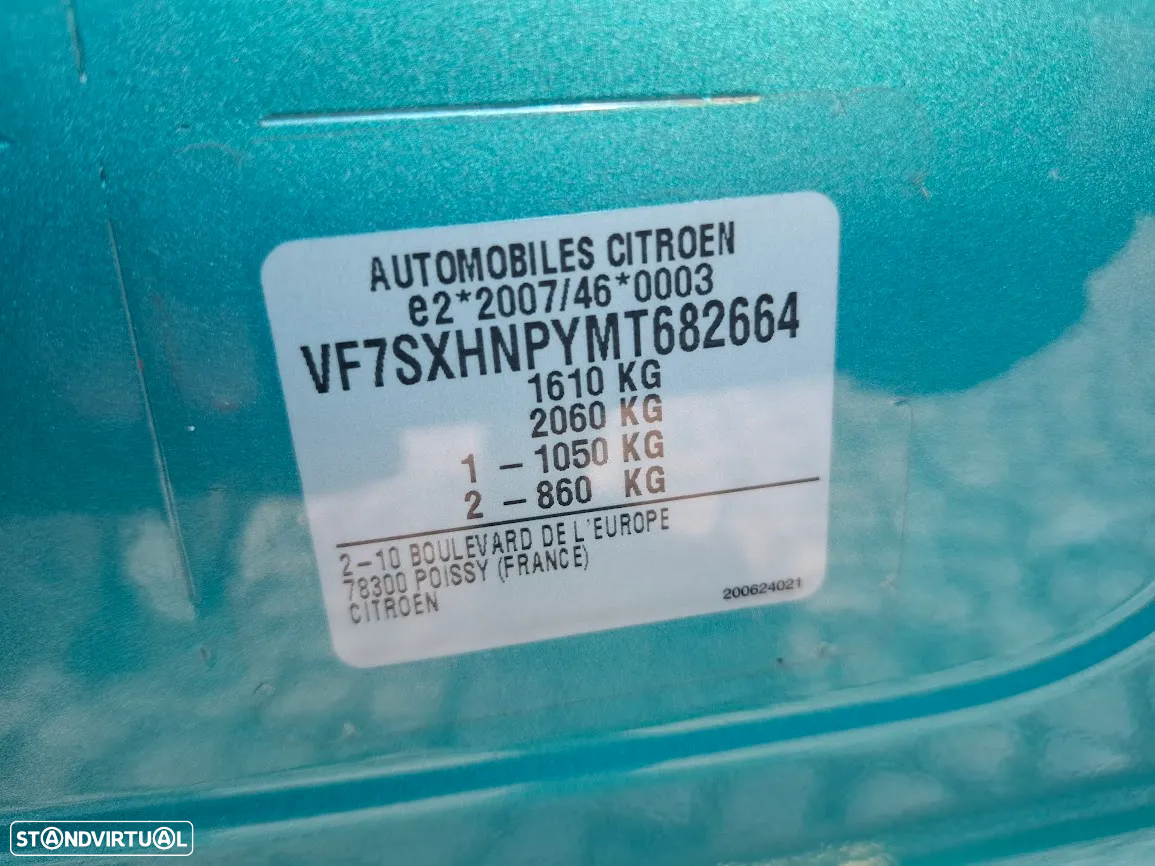 AUTOMOBILES CITROEN
e2*2007/46*0003
VF7SXHNPYMT682664
1610 KG
2060 KG
1 - 1050 KG
2 - 860 KG
2-10 BOULEVARD DE L'EUROPE
78300 POISSY (FRANCE)
CITROEN
200624021
STANDVIRTUAL